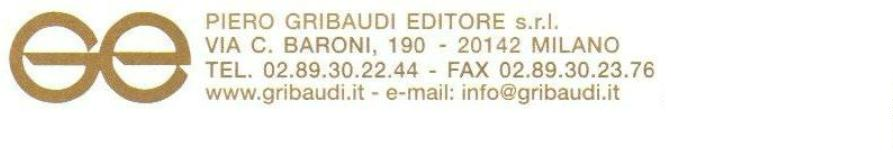 PIERO GRIBAUDI EDITORE s.r.l.
VIA C. BARONI, 190 - 20142 MILANO
TEL. 02.89.30.22.44 - FAX 02.89.30.23.76
www.gribaudi.it - e-mail: info@gribaudi.it